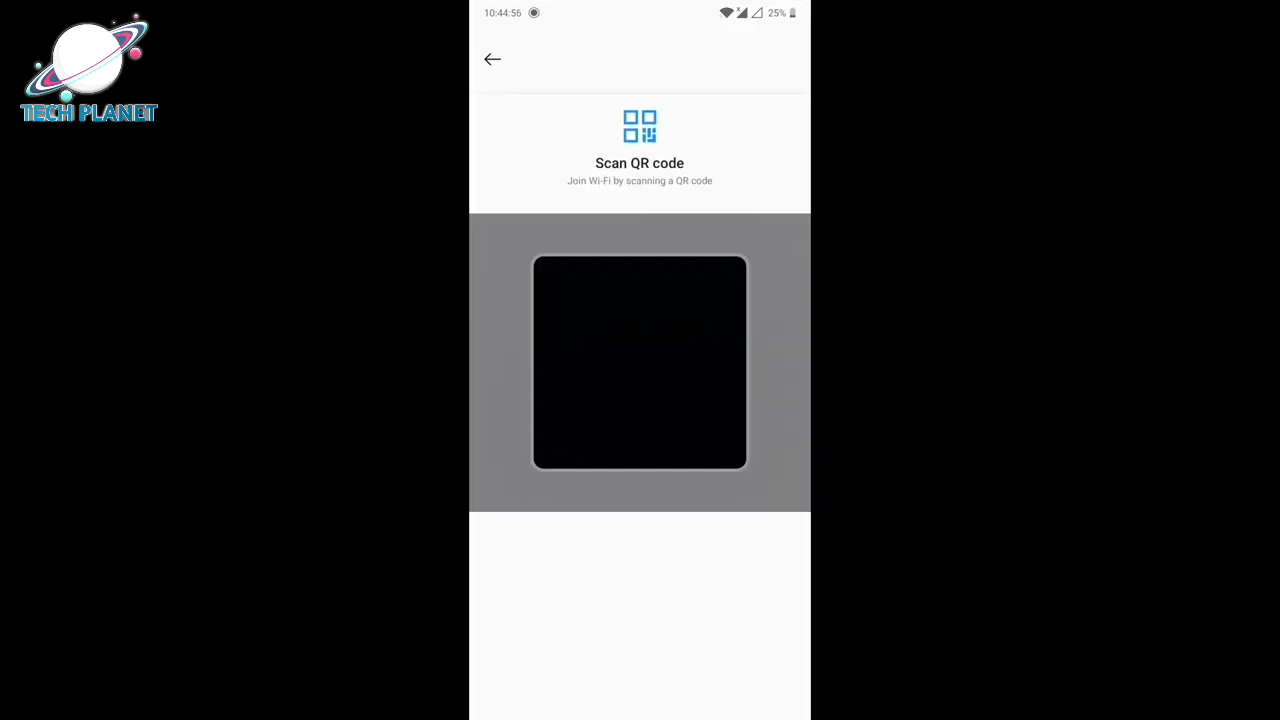 TECH PLANET
10:44:56
25%
Scan QR code
Join Wi-Fi by scanning a QR code